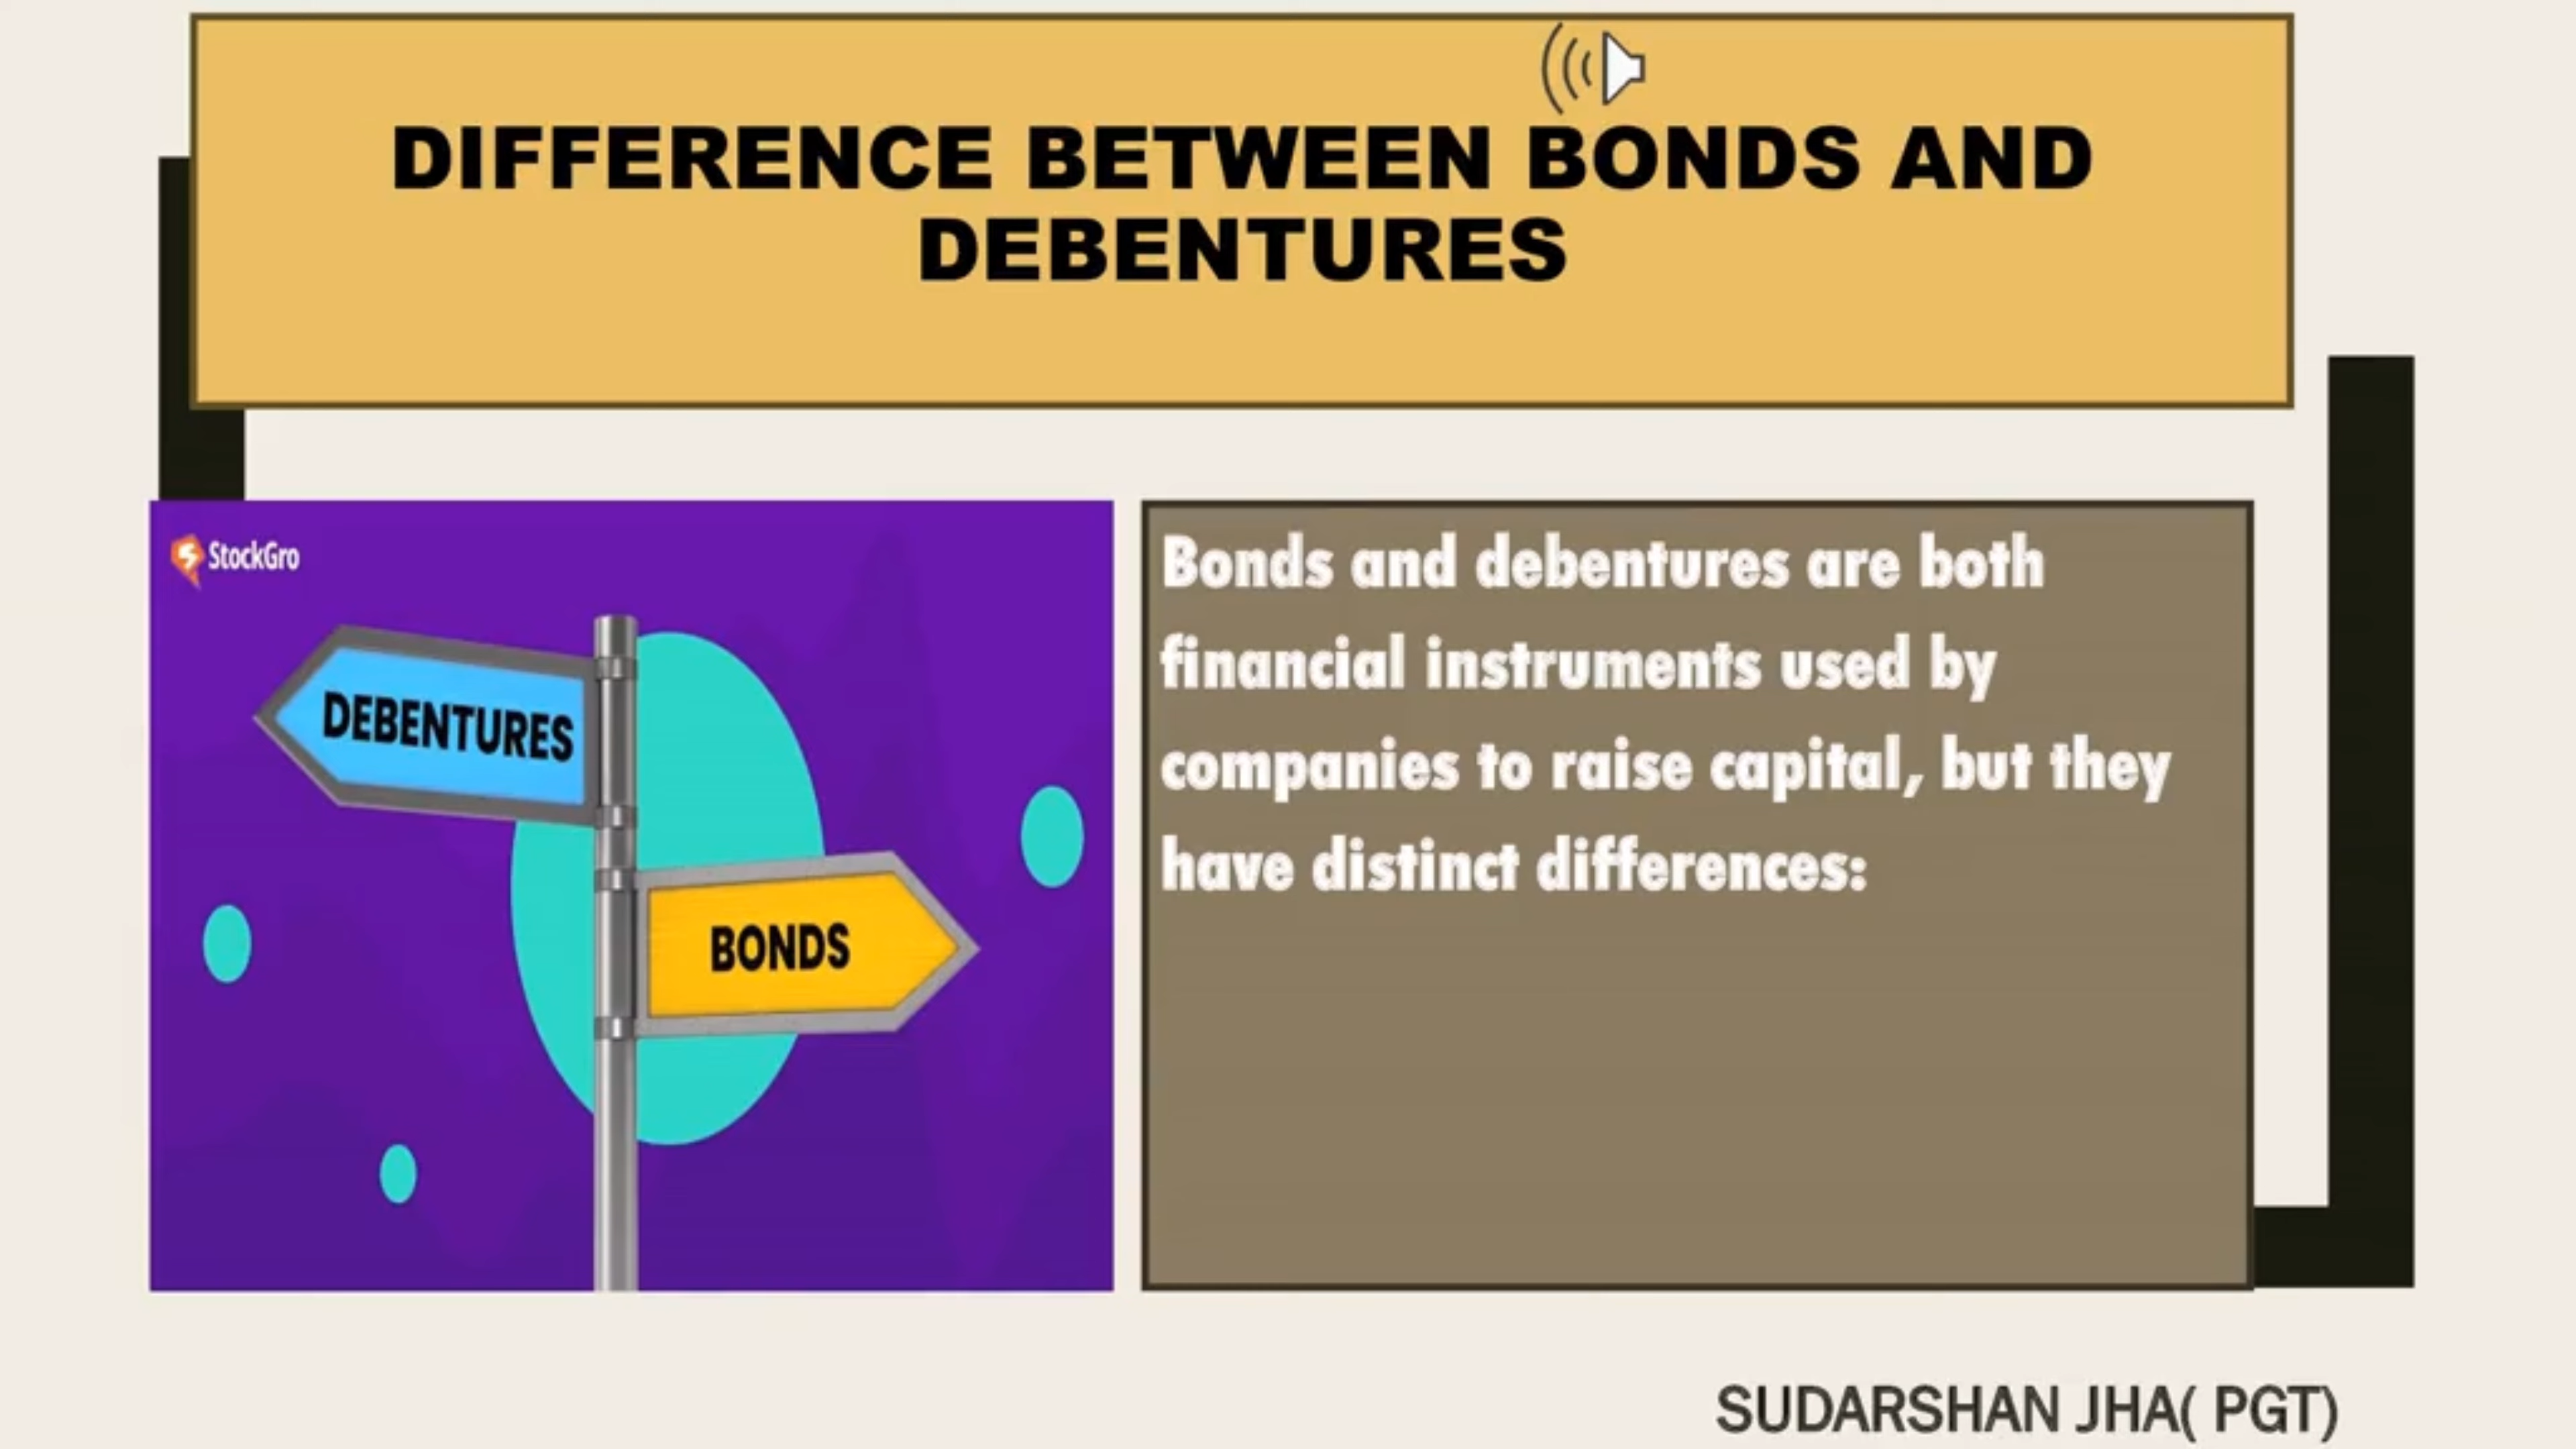 DIFFERENCE BETWEEN BONDS AND
DEBENTURES
StockGro
DEBENTURES
BONDS
Bonds and debentures are both
financial instruments used by
companies to raise capital, but they
have distinct differences:
SUDARSHAN JHA( PGT)